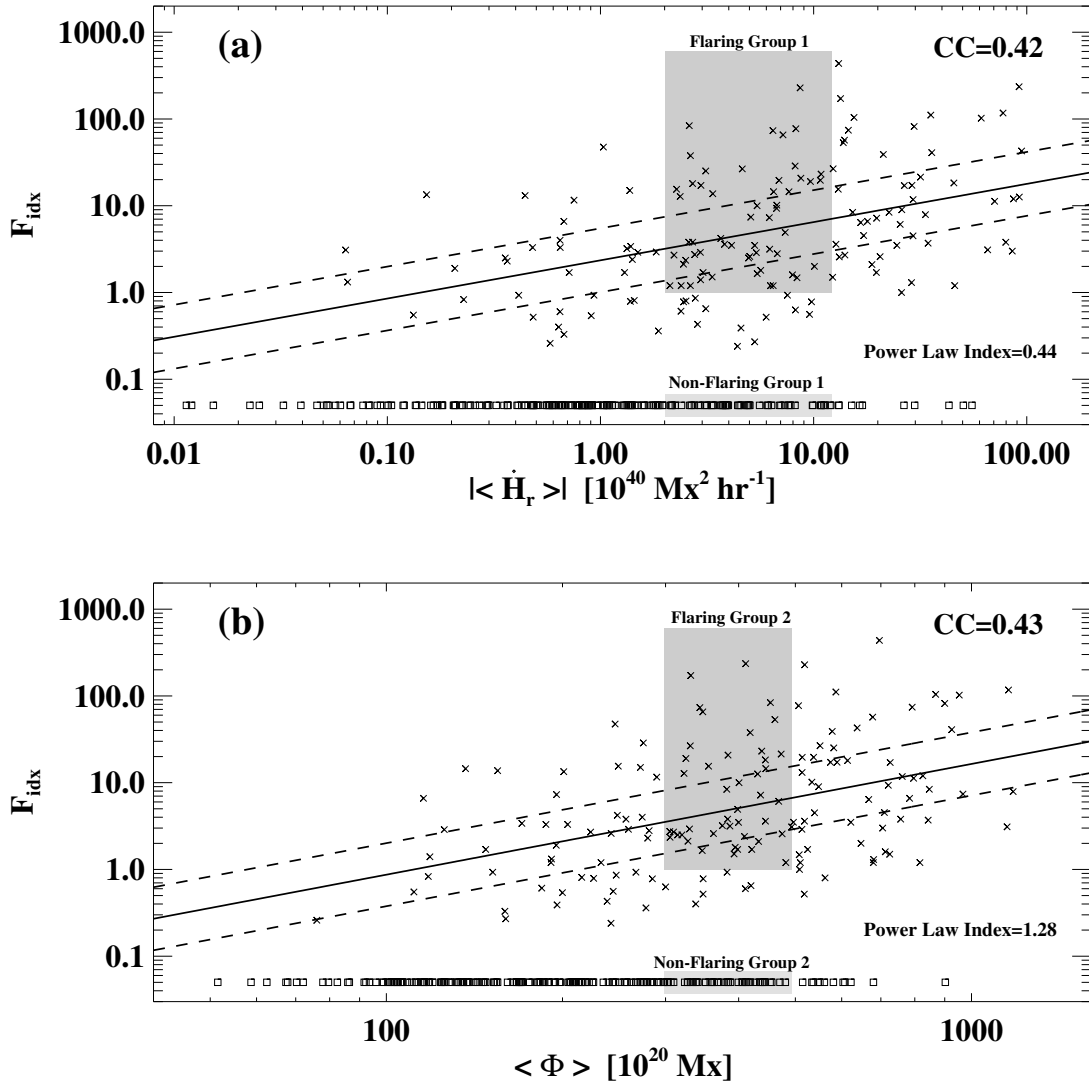 (a)
Flaring Group 1
CC=0.42
1000.0
100.0
10.0
1.0
0.1
F_idx
Power Law Index=0.44
Non-Flaring Group 1
0.01 0.10 1.00 10.00 100.00
|< Ḣ_r >| [10^40 Mx^2 hr^-1]
(b)
Flaring Group 2
CC=0.43
1000.0
100.0
10.0
1.0
0.1
F_idx
Power Law Index=1.28
Non-Flaring Group 2
100 1000
< Φ > [10^20 Mx]